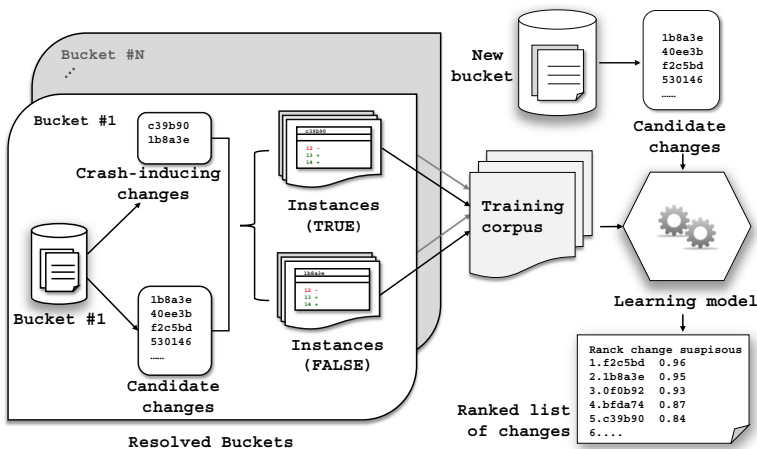 Bucket #N
Bucket #1
c39b90
1b8a3e
Crash-inducing
changes
Bucket #1
1b8a3e
40ee3b
f2c5bd
530146
……
Candidate
changes
c39b90
12 -
13 +
14 +
Instances
(TRUE)
1b8a3e
12 -
13 +
14 +
Instances
(FALSE)
Resolved Buckets
Training
corpus
New
bucket
1b8a3e
40ee3b
f2c5bd
530146
……
Candidate
changes
Learning model
Ranck change suspisous
1.f2c5bd 0.96
2.1b8a3e 0.95
3.0f0b92 0.93
4.bfda74 0.87
5.c39b90 0.84
6....
Ranked list
of changes